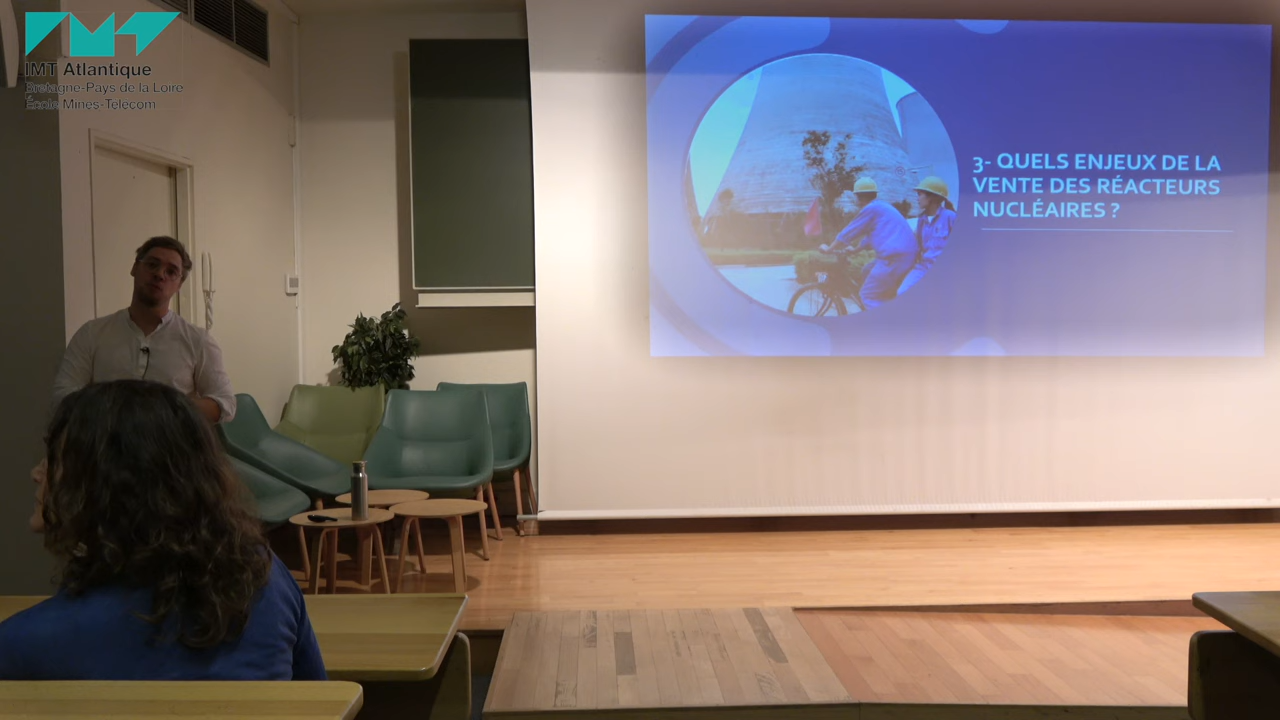 IMT Atlantique
Bretagne-Pays de la Loire
École Mines-Télécom
3- QUELS ENJEUX DE LA
VENTE DES RÉACTEURS
NUCLÉAIRES ?